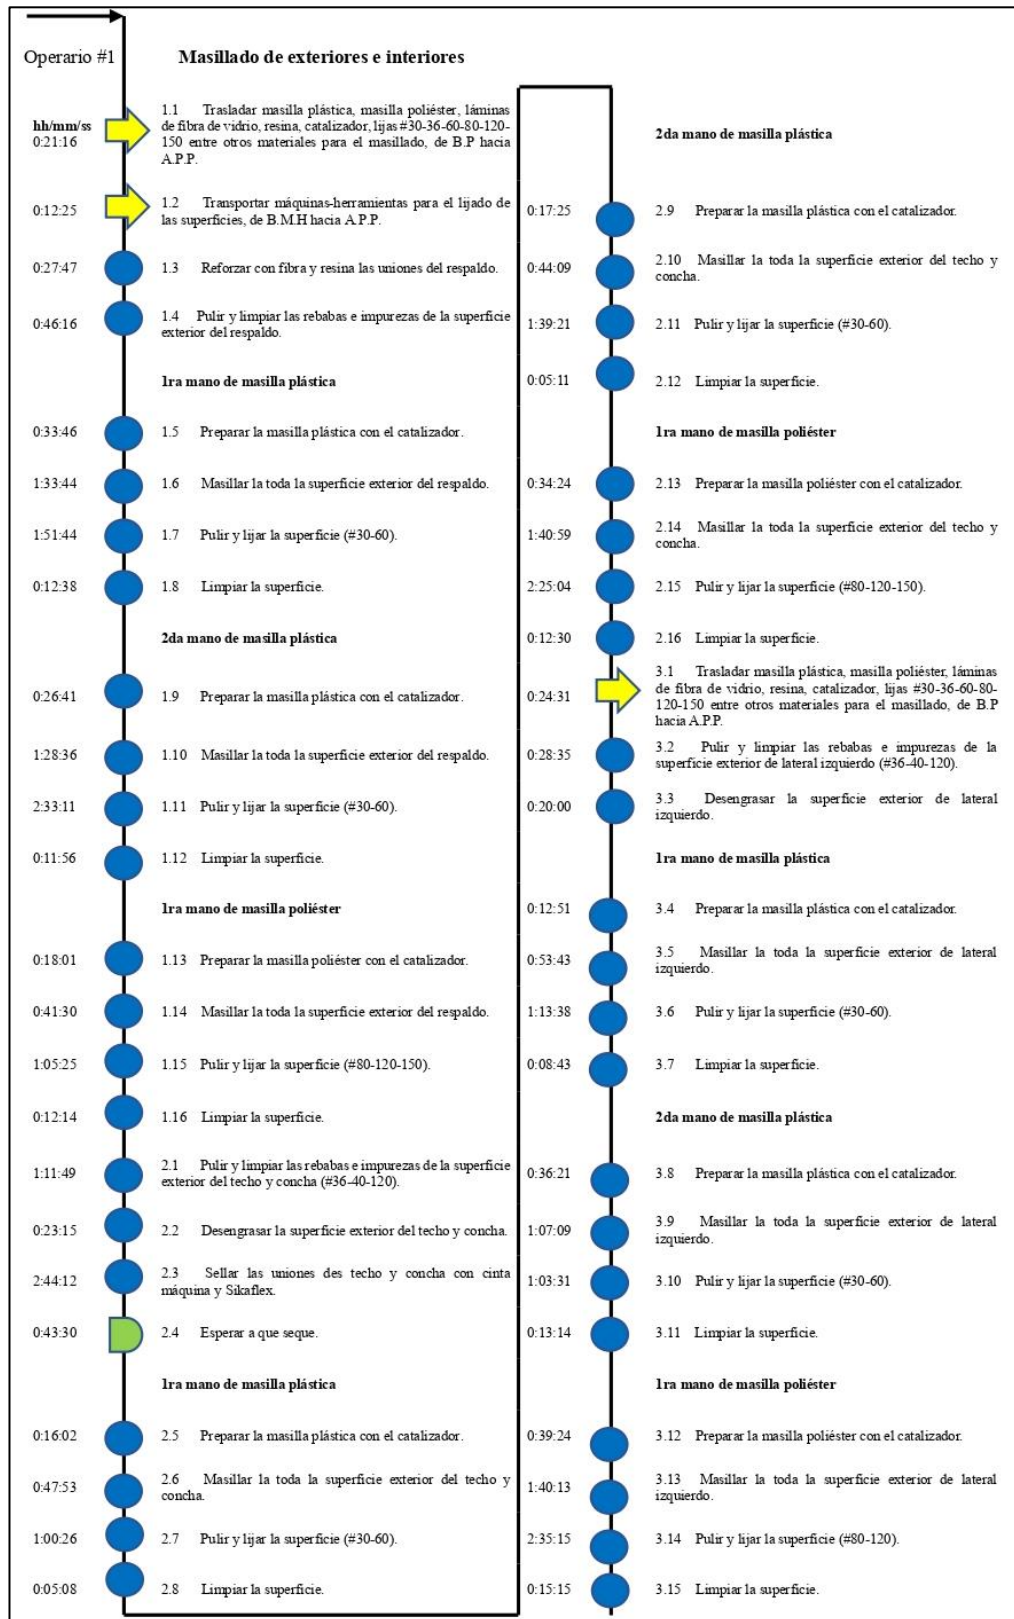 Operario #1
Masillado de exteriores e interiores
hh/mm/ss
0:21:16
1.1 Trasladar masilla plástica, masilla poliéster, láminas
de fibra de vidrio, resina, catalizador, lijas #30-36-60-80-120-
150 entre otros materiales para el masillado, de B.P hacia
A.P.P.
0:12:25
1.2 Transportar máquinas-herramientas para el lijado de
las superficies, de B.M.H hacia A.P.P.
0:27:47
1.3 Reforzar con fibra y resina las uniones del respaldo.
0:46:16
1.4 Pulir y limpiar las rebabas e impurezas de la superficie
exterior del respaldo.
1ra mano de masilla plástica
0:33:46
1.5 Preparar la masilla plástica con el catalizador.
1:33:44
1.6 Masillar la toda la superficie exterior del respaldo.
1:51:44
1.7 Pulir y lijar la superficie (#30-60).
0:12:38
1.8 Limpiar la superficie.
2da mano de masilla plástica
0:26:41
1.9 Preparar la masilla plástica con el catalizador.
1:28:36
1.10 Masillar la toda la superficie exterior del respaldo.
2:33:11
1.11 Pulir y lijar la superficie (#30-60).
0:11:56
1.12 Limpiar la superficie.
1ra mano de masilla poliéster
0:18:01
1.13 Preparar la masilla poliéster con el catalizador.
0:41:30
1.14 Masillar la toda la superficie exterior del respaldo.
1:05:25
1.15 Pulir y lijar la superficie (#80-120-150).
0:12:14
1.16 Limpiar la superficie.
1:11:49
2.1 Pulir y limpiar las rebabas e impurezas de la superficie
exterior del techo y concha (#36-40-120).
0:23:15
2.2 Desengrasar la superficie exterior del techo y concha.
2:44:12
2.3 Sellar las uniones des techo y concha con cinta
máquina y Sikaflex.
0:43:30
2.4 Esperar a que seque.
1ra mano de masilla plástica
0:16:02
2.5 Preparar la masilla plástica con el catalizador.
0:47:53
2.6 Masillar la toda la superficie exterior del techo y
concha.
1:00:26
2.7 Pulir y lijar la superficie (#30-60).
0:05:08
2.8 Limpiar la superficie.
2da mano de masilla plástica
0:17:25
2.9 Preparar la masilla plástica con el catalizador.
0:44:09
2.10 Masillar la toda la superficie exterior del techo y
concha.
1:39:21
2.11 Pulir y lijar la superficie (#30-60).
0:05:11
2.12 Limpiar la superficie.
1ra mano de masilla poliéster
0:34:24
2.13 Preparar la masilla poliéster con el catalizador.
1:40:59
2.14 Masillar la toda la superficie exterior del techo y
concha.
2:25:04
2.15 Pulir y lijar la superficie (#80-120-150).
0:12:30
2.16 Limpiar la superficie.
0:24:31
3.1 Trasladar masilla plástica, masilla poliéster, láminas
de fibra de vidrio, resina, catalizador, lijas #30-36-60-80-
120-150 entre otros materiales para el masillado, de B.P
hacia A.P.P.
0:28:35
3.2 Pulir y limpiar las rebabas e impurezas de la
superficie exterior de lateral izquierdo (#36-40-120).
0:20:00
3.3 Desengrasar la superficie exterior de lateral
izquierdo.
1ra mano de masilla plástica
0:12:51
3.4 Preparar la masilla plástica con el catalizador.
0:53:43
3.5 Masillar la toda la superficie exterior de lateral
izquierdo.
1:13:38
3.6 Pulir y lijar la superficie (#30-60).
0:08:43
3.7 Limpiar la superficie.
2da mano de masilla plástica
0:36:21
3.8 Preparar la masilla plástica con el catalizador.
1:07:09
3.9 Masillar la toda la superficie exterior de lateral
izquierdo.
1:03:31
3.10 Pulir y lijar la superficie (#30-60).
0:13:14
3.11 Limpiar la superficie.
1ra mano de masilla poliéster
0:39:24
3.12 Preparar la masilla poliéster con el catalizador.
1:40:13
3.13 Masillar la toda la superficie exterior de lateral
izquierdo.
2:35:15
3.14 Pulir y lijar la superficie (#80-120).
0:15:15
3.15 Limpiar la superficie.